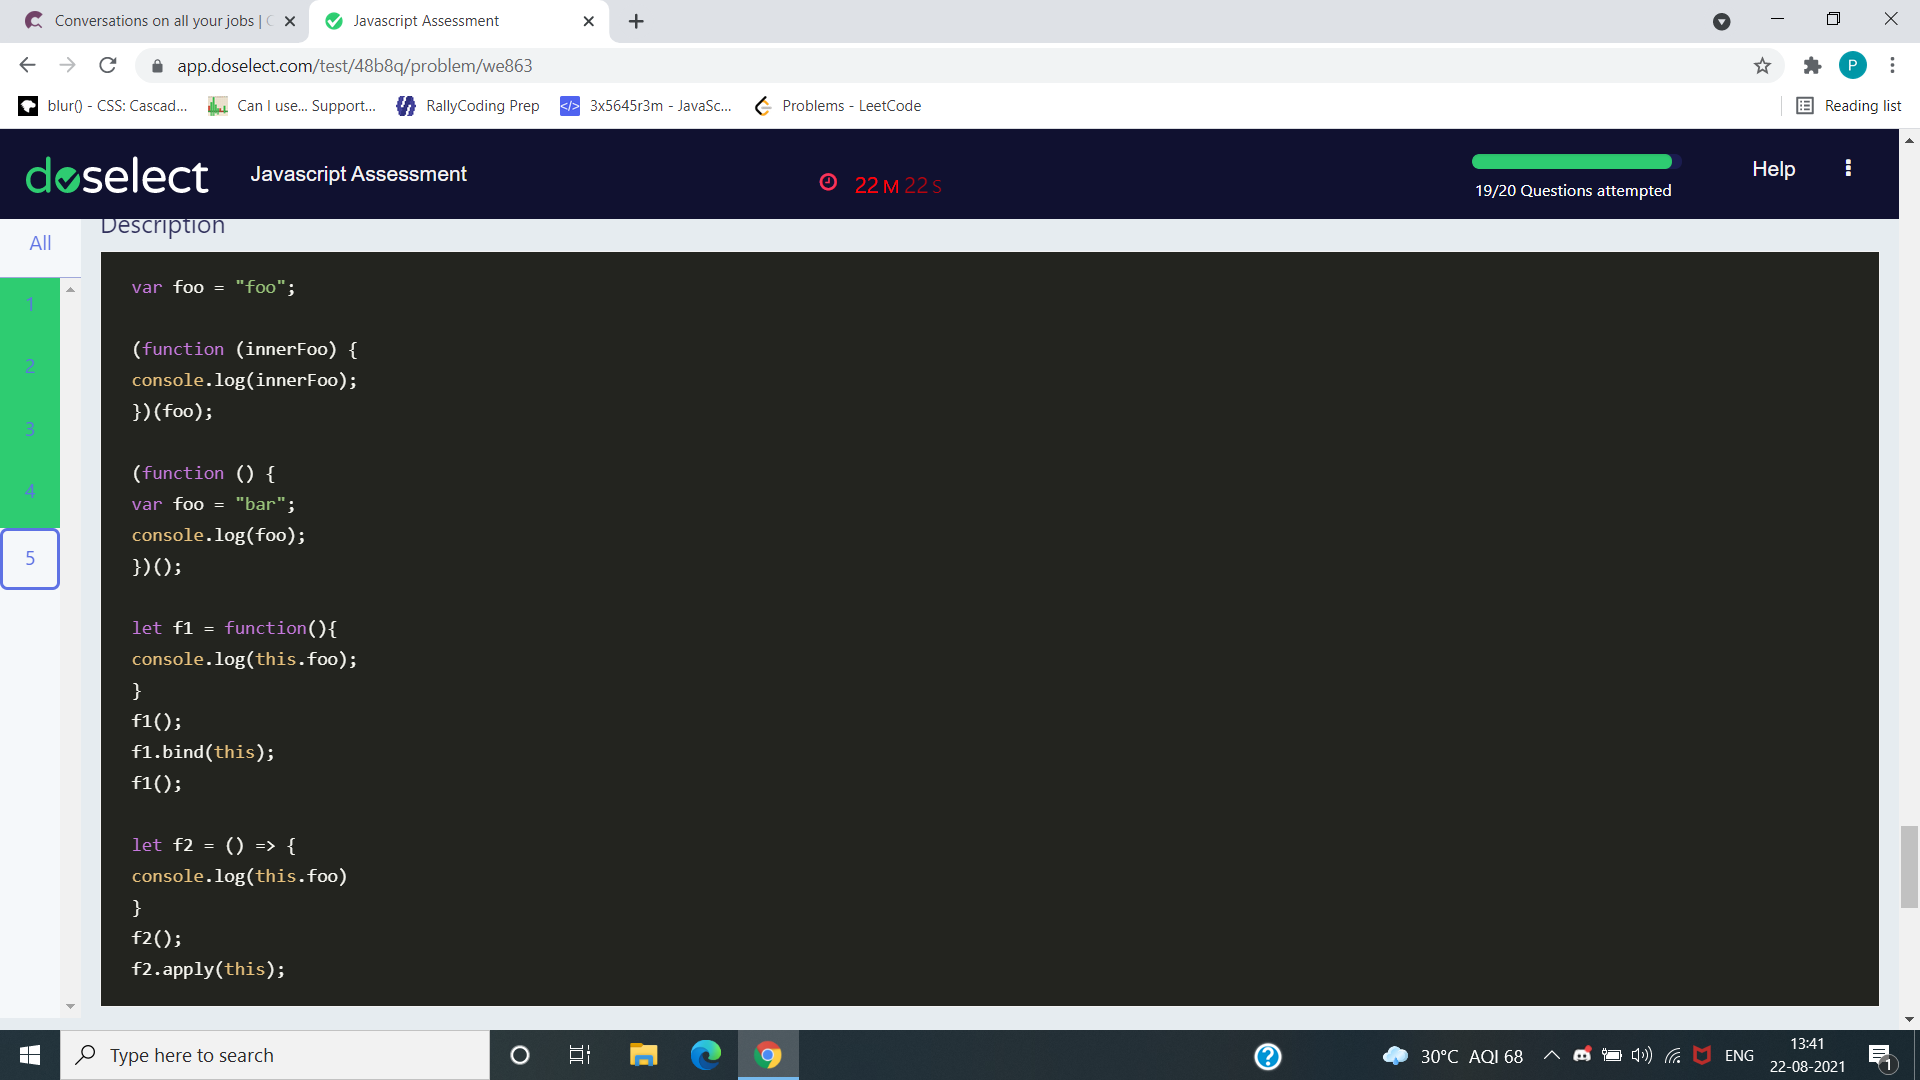 Conversations on all your jobs | C
Javascript Assessment
app.doselect.com/test/48b8q/problem/we863
P
blur() - CSS: Cascad...
Can I use... Support...
RallyCoding Prep
3x5645r3m - JavaSc...
Problems - LeetCode
Reading list
doselect
Javascript Assessment
22 M 22 S
19/20 Questions attempted
Help
All
Description
1
2
3
4
5
var foo = "foo";
(function (innerFoo) {
console.log(innerFoo);
})(foo);
(function () {
var foo = "bar";
console.log(foo);
})();
let f1 = function(){
console.log(this.foo);
}
f1();
f1.bind(this);
f1();
let f2 = () => {
console.log(this.foo)
}
f2();
f2.apply(this);
Type here to search
30°C AQI 68
ENG
13:41
22-08-2021
1